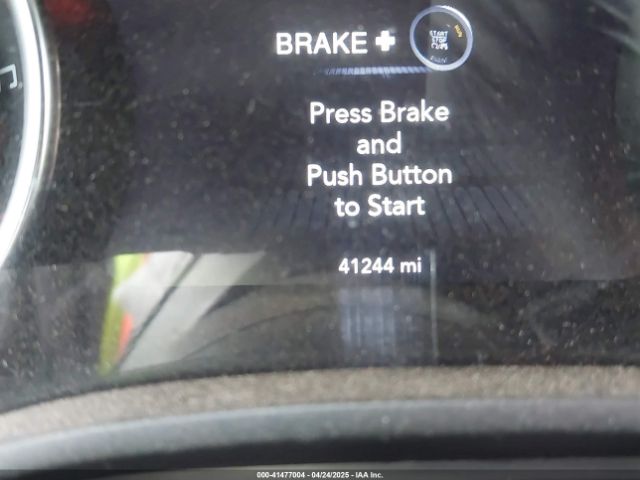 BRAKE +
START
STOP
RUN
Press Brake
and
Push Button
to Start
41244 mi
000-41477004 - 04/24/2025 - IAA Inc.